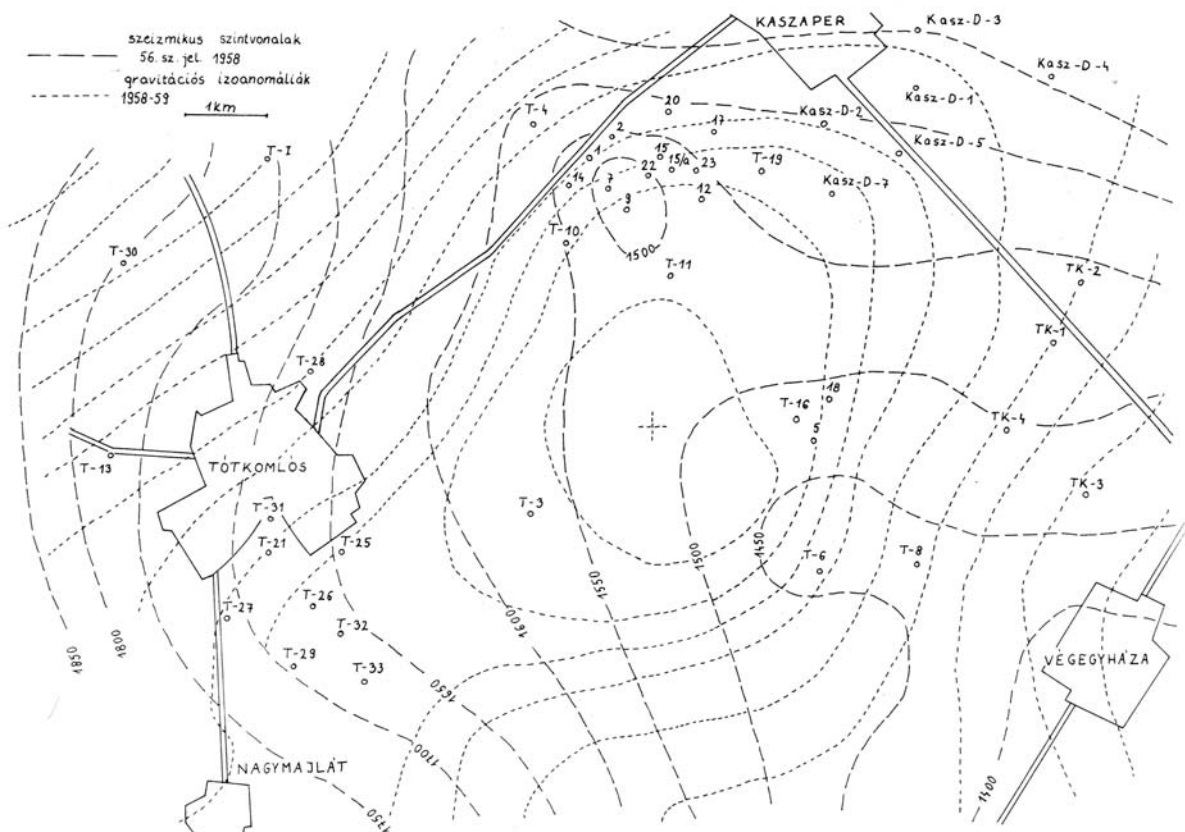 szeizmikus szintvonalak
56. sz. jel. 1958
gravitációs izoanomáliák
1958-59
1km
KASZAPER
Kasz-D-3
Kasz-D-4
Kasz-D-1
Kasz-D-2
Kasz-D-5
Kasz-D-7
T-4
20
2
17
1
15
15/a
23
T-19
22
14
7
12
9
T-I
T-30
T-10.
1500
T-11
TK-2
TK-1
T-28
18
T-16
5
TK-4
T-13
TÓTKOMLÓS
TK-3
T-31
T-3
T-21
T-25
1450
T-6
T-8
1500
1550
1600
T-27
T-26
T-32
T-29
T-33
1850
1800
1650
1700
1750
VÉGEGYHÁZA
NAGYMAJLÁT
1400